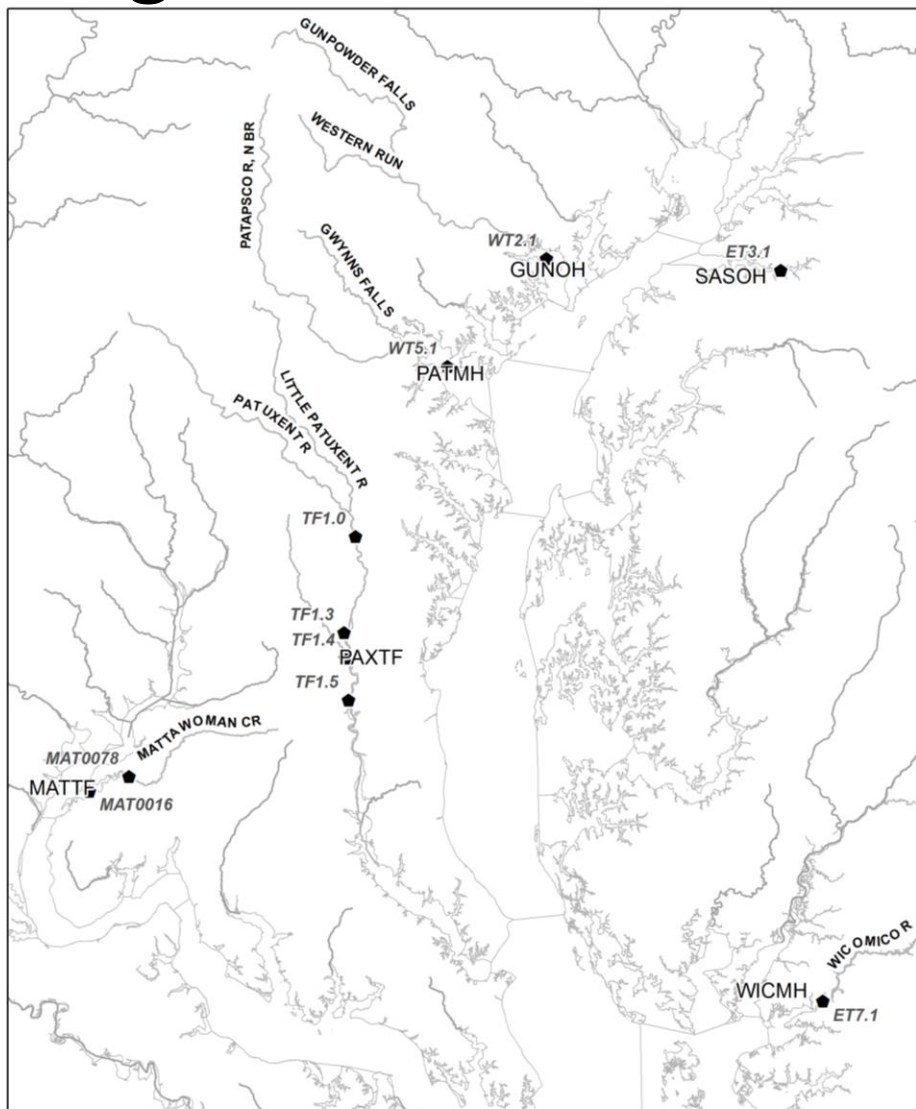 GUNPOWDER FALLS
WESTERN RUN
PATAPSCO R, N BR
GWYNNS FALLS
WT2.1
GUNOH
ET3.1
SASOH
WT5.1
PATMH
LITTLE PATUXENT R
PATUXENT R
TF1.0
TF1.3
TF1.4
PAXTF
TF1.5
MATTAWOMAN CR
MAT0078
MATTF
MAT0016
WICOMICO R
WICMH
ET7.1